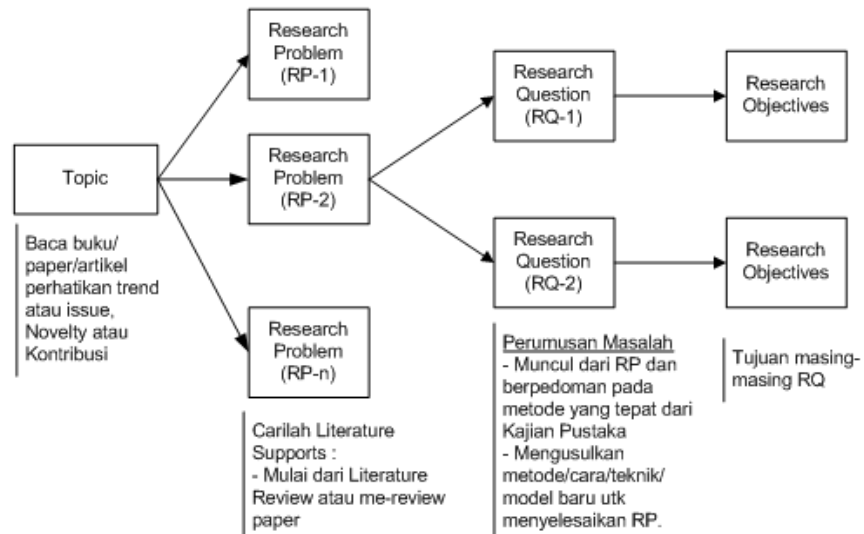 Topic
Baca buku/
paper/artikel
perhatikan trend
atau issue,
Novelty atau
Kontribusi
Research
Problem
(RP-1)
Research
Problem
(RP-2)
Research
Problem
(RP-n)
Carilah Literature
Supports :
- Mulai dari Literature
Review atau me-review
paper
Research
Question
(RQ-1)
Research
Question
(RQ-2)
Perumusan Masalah
- Muncul dari RP dan
berpedoman pada
metode yang tepat dari
Kajian Pustaka
- Mengusulkan
metode/cara/teknik/
model baru utk
menyelesaikan RP.
Research
Objectives
Research
Objectives
Tujuan masing-
masing RQ